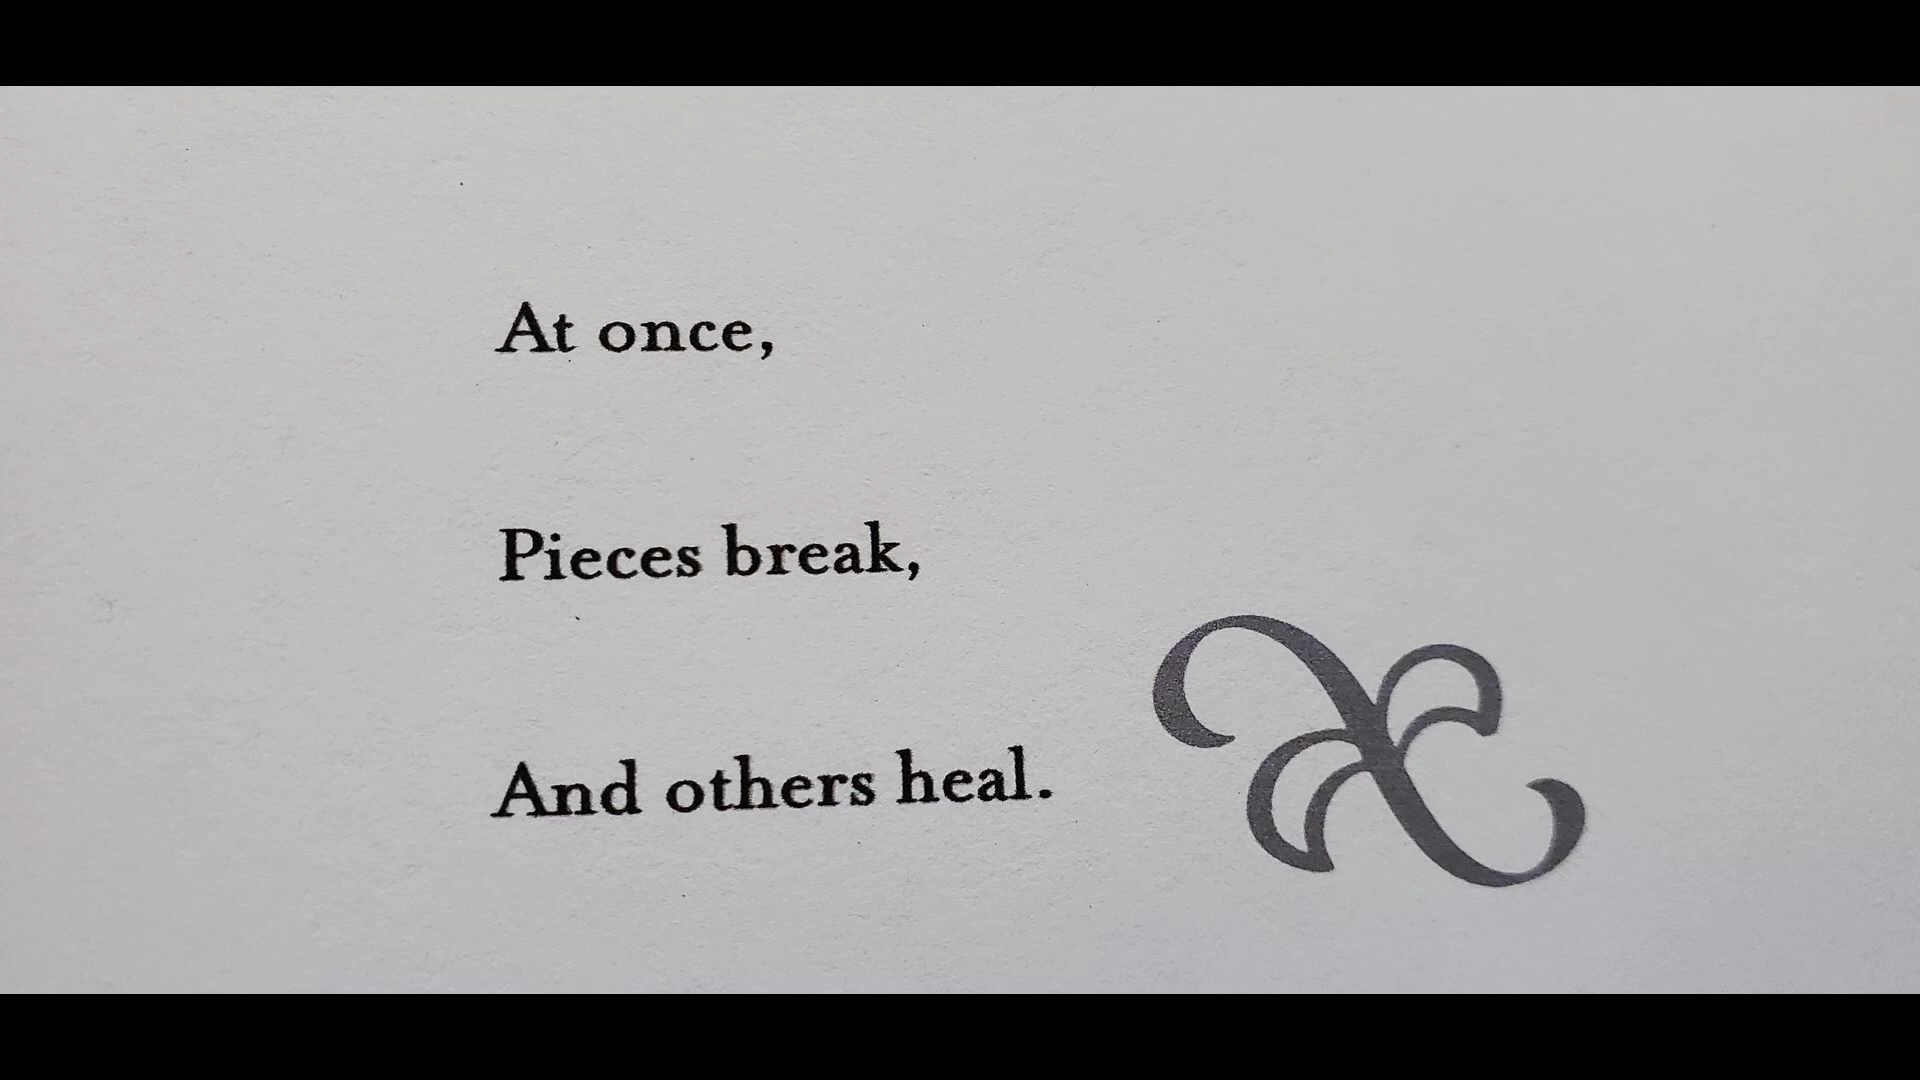 At once,
Pieces break,
And others heal.